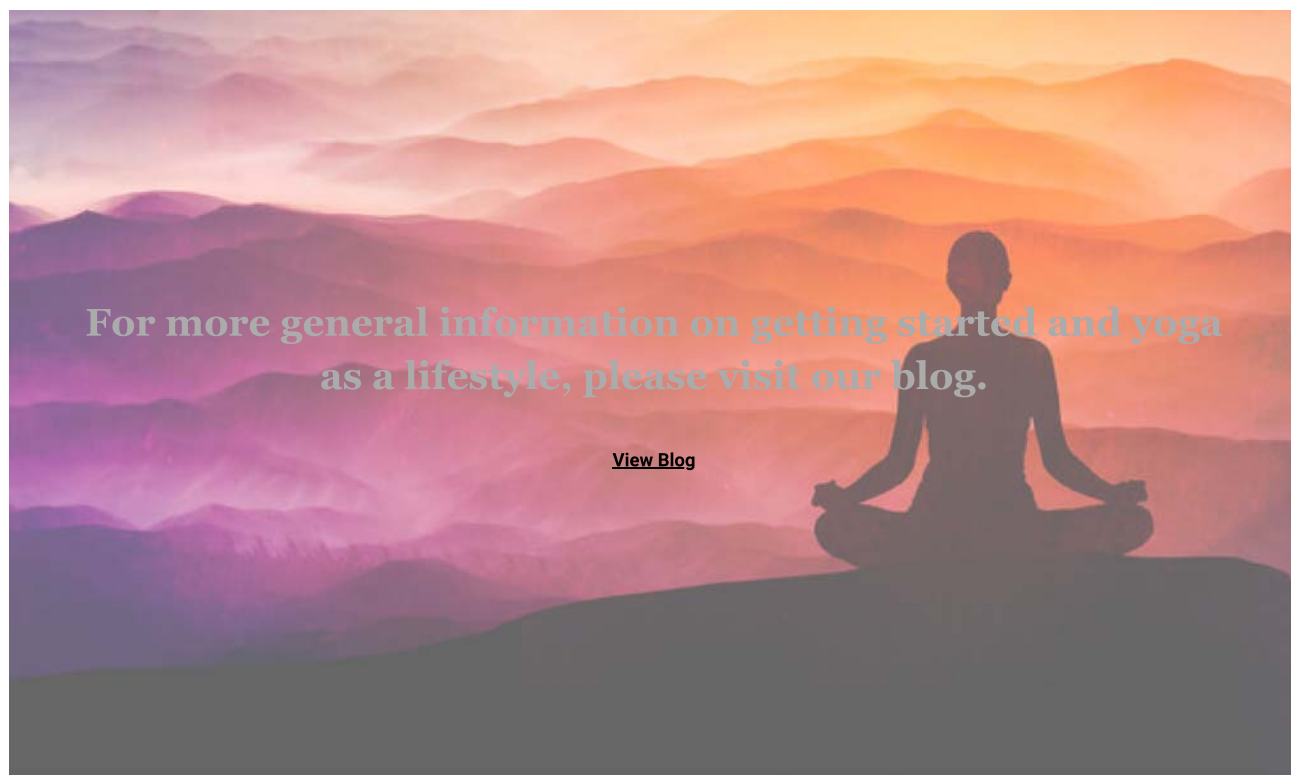 For more general information on getting started and yoga
as a lifestyle, please visit our blog.
View Blog